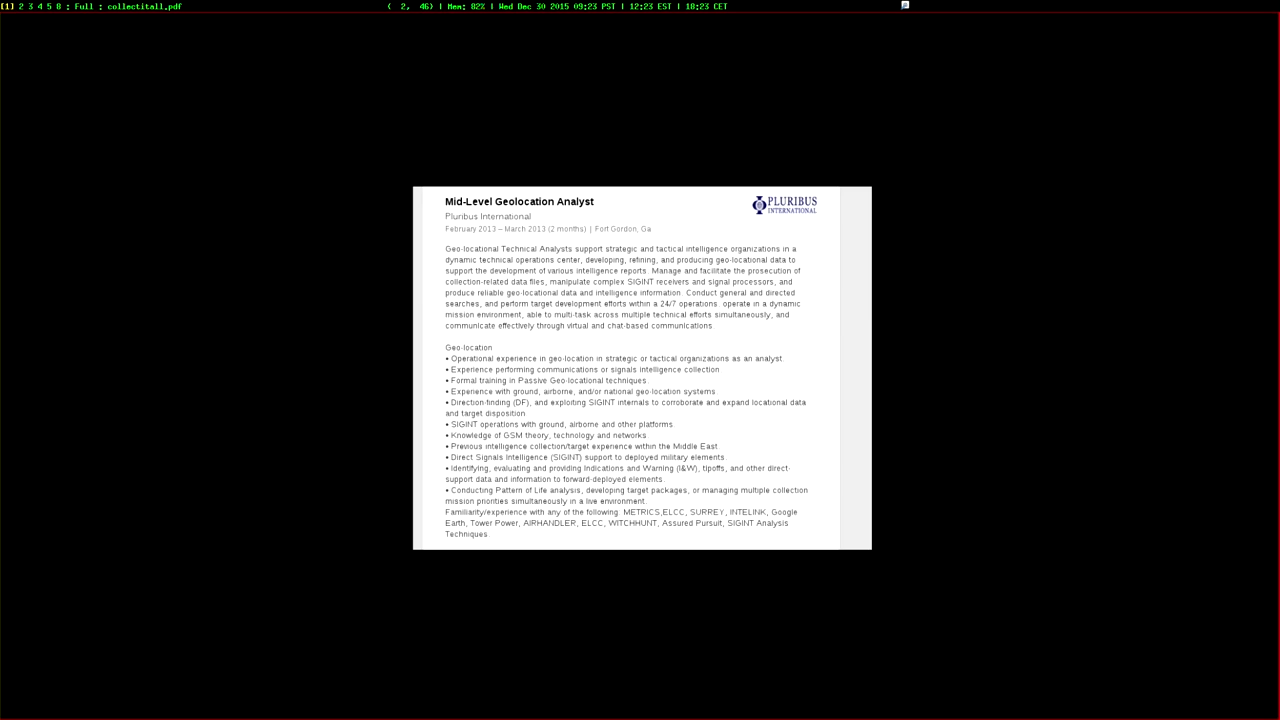 [1] 2 3 4 5 8 : Full : collectitall.pdf ( 2, 46) | Mem: 82% | Wed Dec 30 2015 09:23 PST | 12:23 EST | 18:23 CET
Mid-Level Geolocation Analyst
PLURIBUS
INTERNATIONAL
Pluribus International
February 2013 – March 2013 (2 months) | Fort Gordon, Ga
Geo-locational Technical Analysts support strategic and tactical intelligence organizations in a
dynamic technical operations center, developing, refining, and producing geo-locational data to
support the development of various intelligence reports. Manage and facilitate the prosecution of
collection-related data files, manipulate complex SIGINT receivers and signal processors, and
produce reliable geo-locational data and intelligence information. Conduct general and directed
searches, and perform target development efforts within a 24/7 operations. operate in a dynamic
mission environment, able to multi-task across multiple technical efforts simultaneously, and
communicate effectively through virtual and chat-based communications.
Geo-location
• Operational experience in geo-location in strategic or tactical organizations as an analyst.
• Experience performing communications or signals intelligence collection
• Formal training in Passive Geo-locational techniques.
• Experience with ground, airborne, and/or national geo-location systems.
• Direction-finding (DF), and exploiting SIGINT internals to corroborate and expand locational data
and target disposition.
• SIGINT operations with ground, airborne and other platforms.
• Knowledge of GSM theory, technology and networks.
• Previous intelligence collection/target experience within the Middle East.
• Direct Signals Intelligence (SIGINT) support to deployed military elements.
• Identifying, evaluating and providing Indications and Warning (I&W), tipoffs, and other direct-
support data and information to forward-deployed elements.
• Conducting Pattern of Life analysis, developing target packages, or managing multiple collection
mission priorities simultaneously in a live environment.
Familiarity/experience with any of the following: METRICS,ELCC, SURREY, INTELINK, Google
Earth, Tower Power, AIRHANDLER, ELCC, WITCHHUNT, Assured Pursuit, SIGINT Analysis
Techniques.